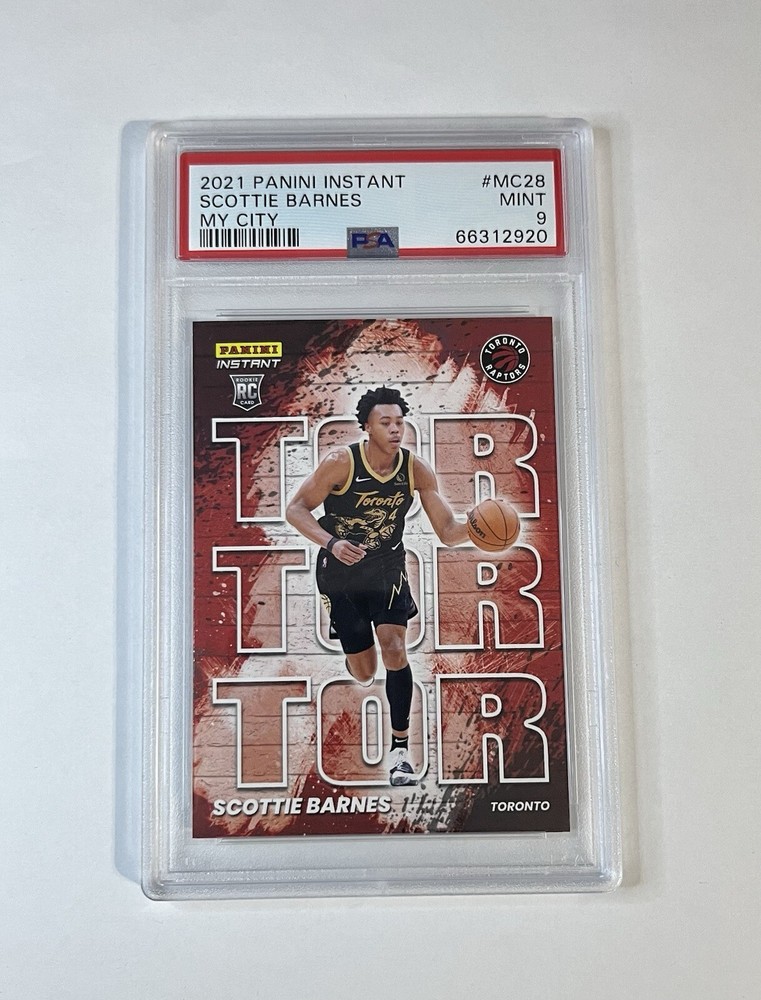 2021 PANINI INSTANT #MC28
SCOTTIE BARNES MINT
MY CITY 9
PSA 66312920
PANINI
INSTANT
ROOKIE
RC
CARD
TORONTO
RAPTORS
TOR
TOR
TOR
Toronto
4
Wilson
SCOTTIE BARNES
TORONTO